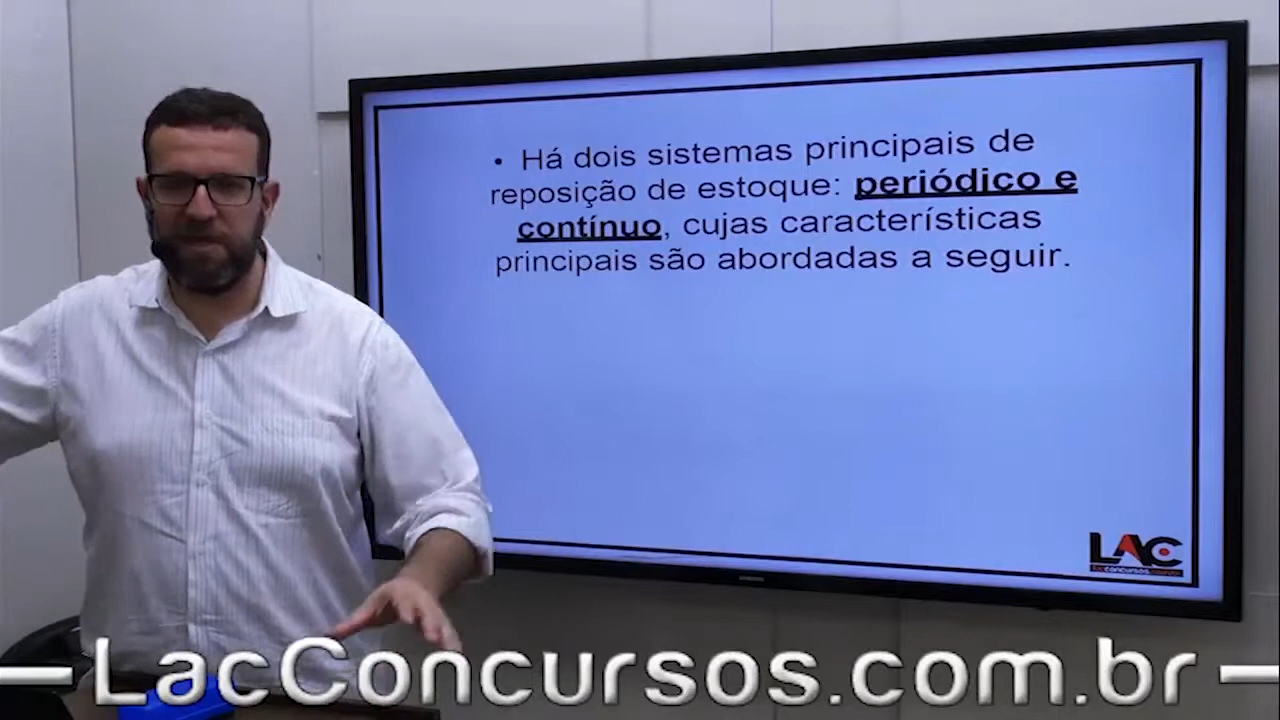 • Há dois sistemas principais de
reposição de estoque: periódico e
contínuo, cujas características
principais são abordadas a seguir.
LAC
LacConcursos.com.br